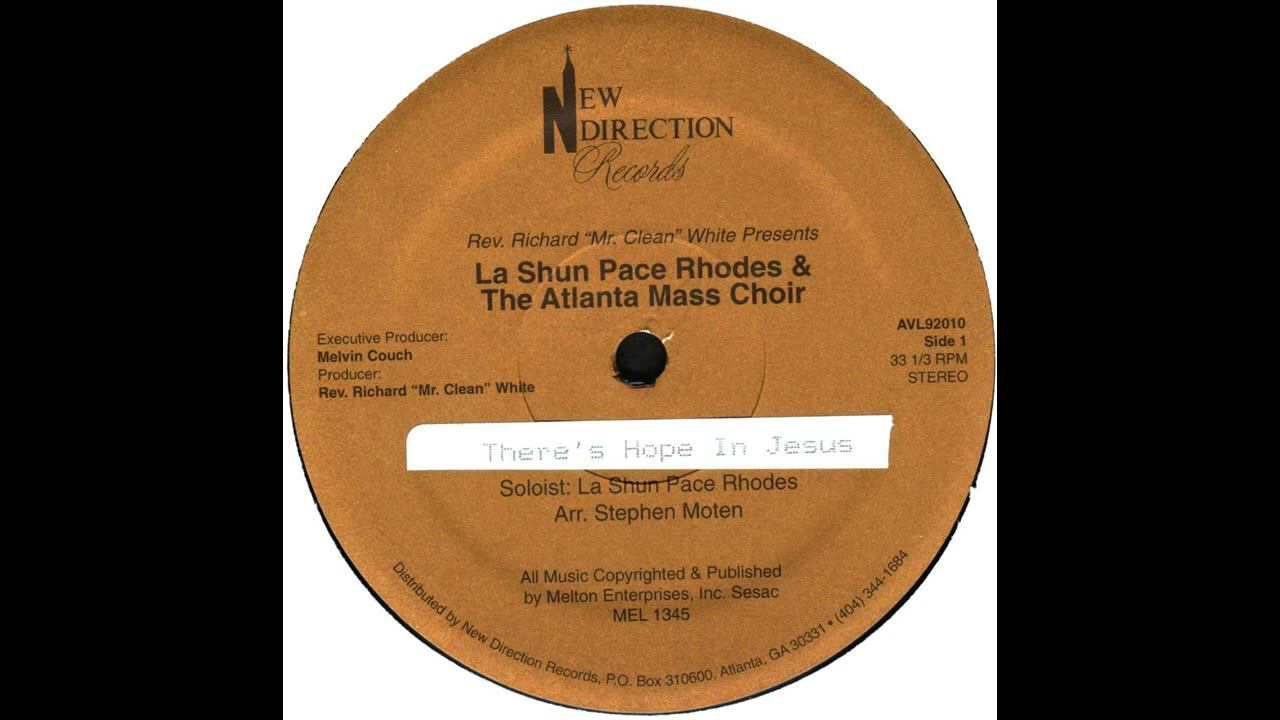 NEW
DIRECTION
Records
Rev. Richard “Mr. Clean” White Presents
La Shun Pace Rhodes &
The Atlanta Mass Choir
Executive Producer:
Melvin Couch
Producer:
Rev. Richard “Mr. Clean” White
AVL92010
Side 1
33 1/3 RPM
STEREO
There's Hope In Jesus
Soloist: La Shun Pace Rhodes
Arr. Stephen Moten
All Music Copyrighted & Published
by Melton Enterprises, Inc. Sesac
MEL 1345
Distributed by New Direction Records, P.O. Box 310600, Atlanta, GA 30331 • (404) 344-1684